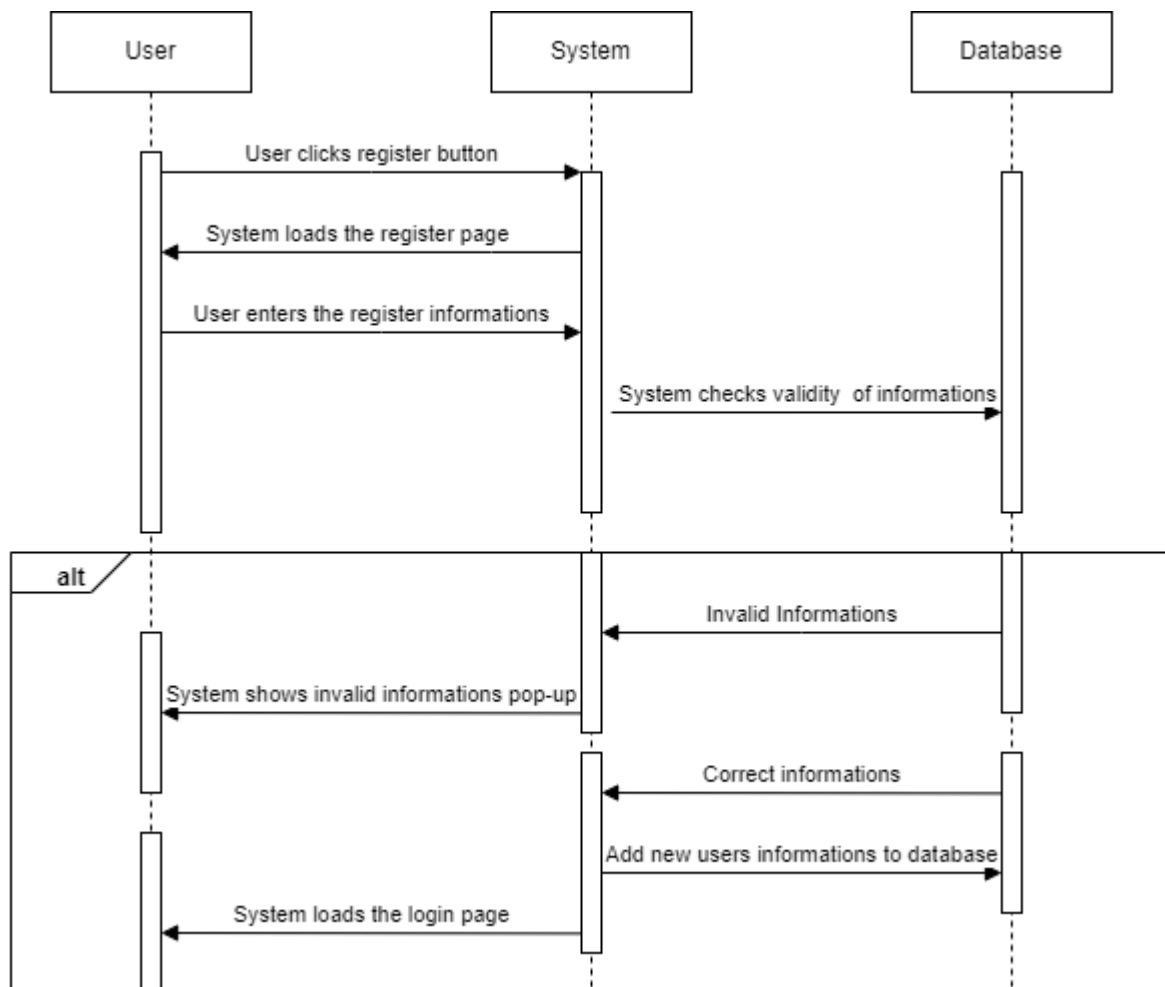 User
System
Database
User clicks register button
System loads the register page
User enters the register informations
System checks validity  of informations
alt
Invalid Informations
System shows invalid informations pop-up
Correct informations
Add new users informations to database
System loads the login page